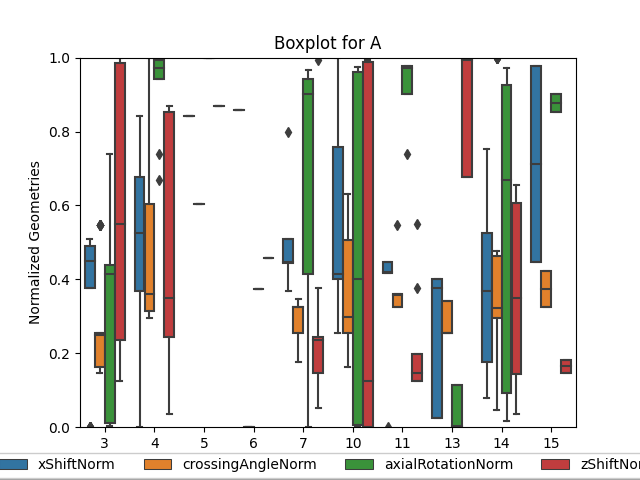 Boxplot for A
1.0
0.8
0.6
0.4
0.2
0.0
Normalized Geometries
3 4 5 6 7 10 11 13 14 15
xShiftNorm crossingAngleNorm axialRotationNorm zShiftNor